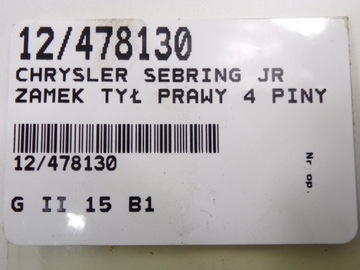 12/478130
CHRYSLER SEBRING JR
ZAMEK TYŁ PRAWY 4 PINY
12/478130
Nr op.
G II 15 B1